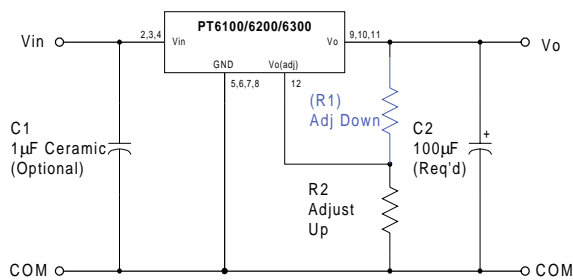 PT6100/6200/6300
Vin
2,3,4
Vin
Vo
9,10,11
Vo
GND
Vo(adj)
5,6,7,8
12
(R1)
Adj Down
C1
1μF Ceramic
(Optional)
C2
+
100μF
(Req'd)
R2
Adjust
Up
COM
COM